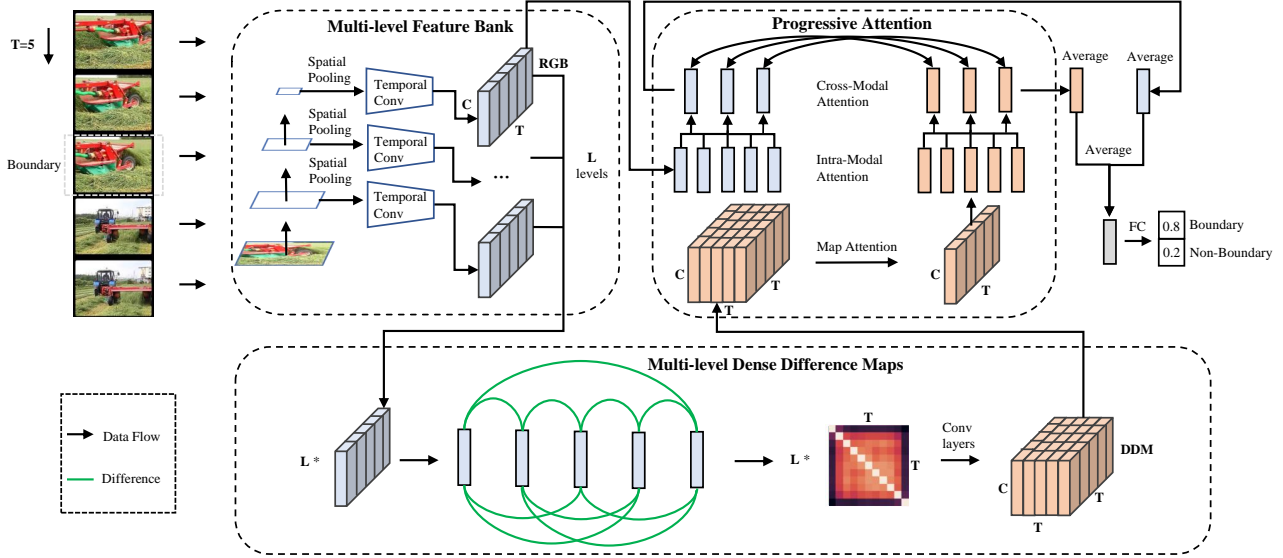 T=5
Boundary
Multi-level Feature Bank
Spatial
Pooling
Temporal
Conv
RGB
C
T
Spatial
Pooling
Temporal
Conv
...
L
levels
Spatial
Pooling
Temporal
Conv
Progressive Attention
Cross-Modal
Attention
Intra-Modal
Attention
Map Attention
C
T
T
C
T
Average
Average
Average
FC
0.8
Boundary
0.2
Non-Boundary
Data Flow
Difference
Multi-level Dense Difference Maps
L *
L *
T
T
Conv
layers
DDM
C
T
T